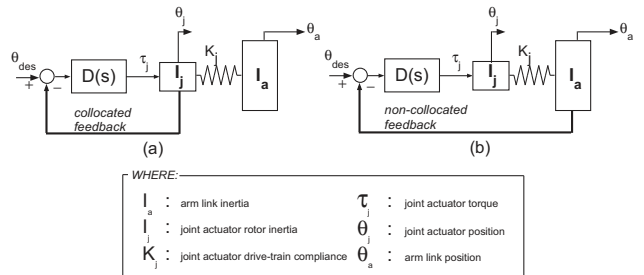 θj
θa
θdes
+
−
D(s)
τj
Ij
Kj
Ia
collocated
feedback
(a)
θj
θa
θdes
+
−
D(s)
τj
Ij
Kj
Ia
non-collocated
feedback
(b)
WHERE:
Ia : arm link inertia
Ij : joint actuator rotor inertia
Kj : joint actuator drive-train compliance
τj : joint actuator torque
θj : joint actuator position
θa : arm link position